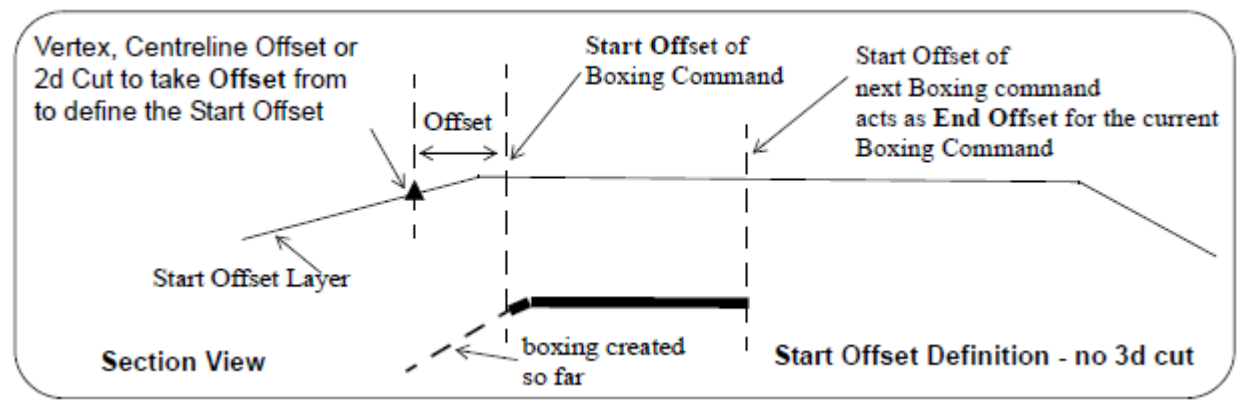 Vertex, Centreline Offset or
2d Cut to take Offset from
to define the Start Offset
Offset
Start Offset of
Boxing Command
Start Offset of
next Boxing command
acts as End Offset for the current
Boxing Command
Start Offset Layer
boxing created
so far
Section View
Start Offset Definition - no 3d cut